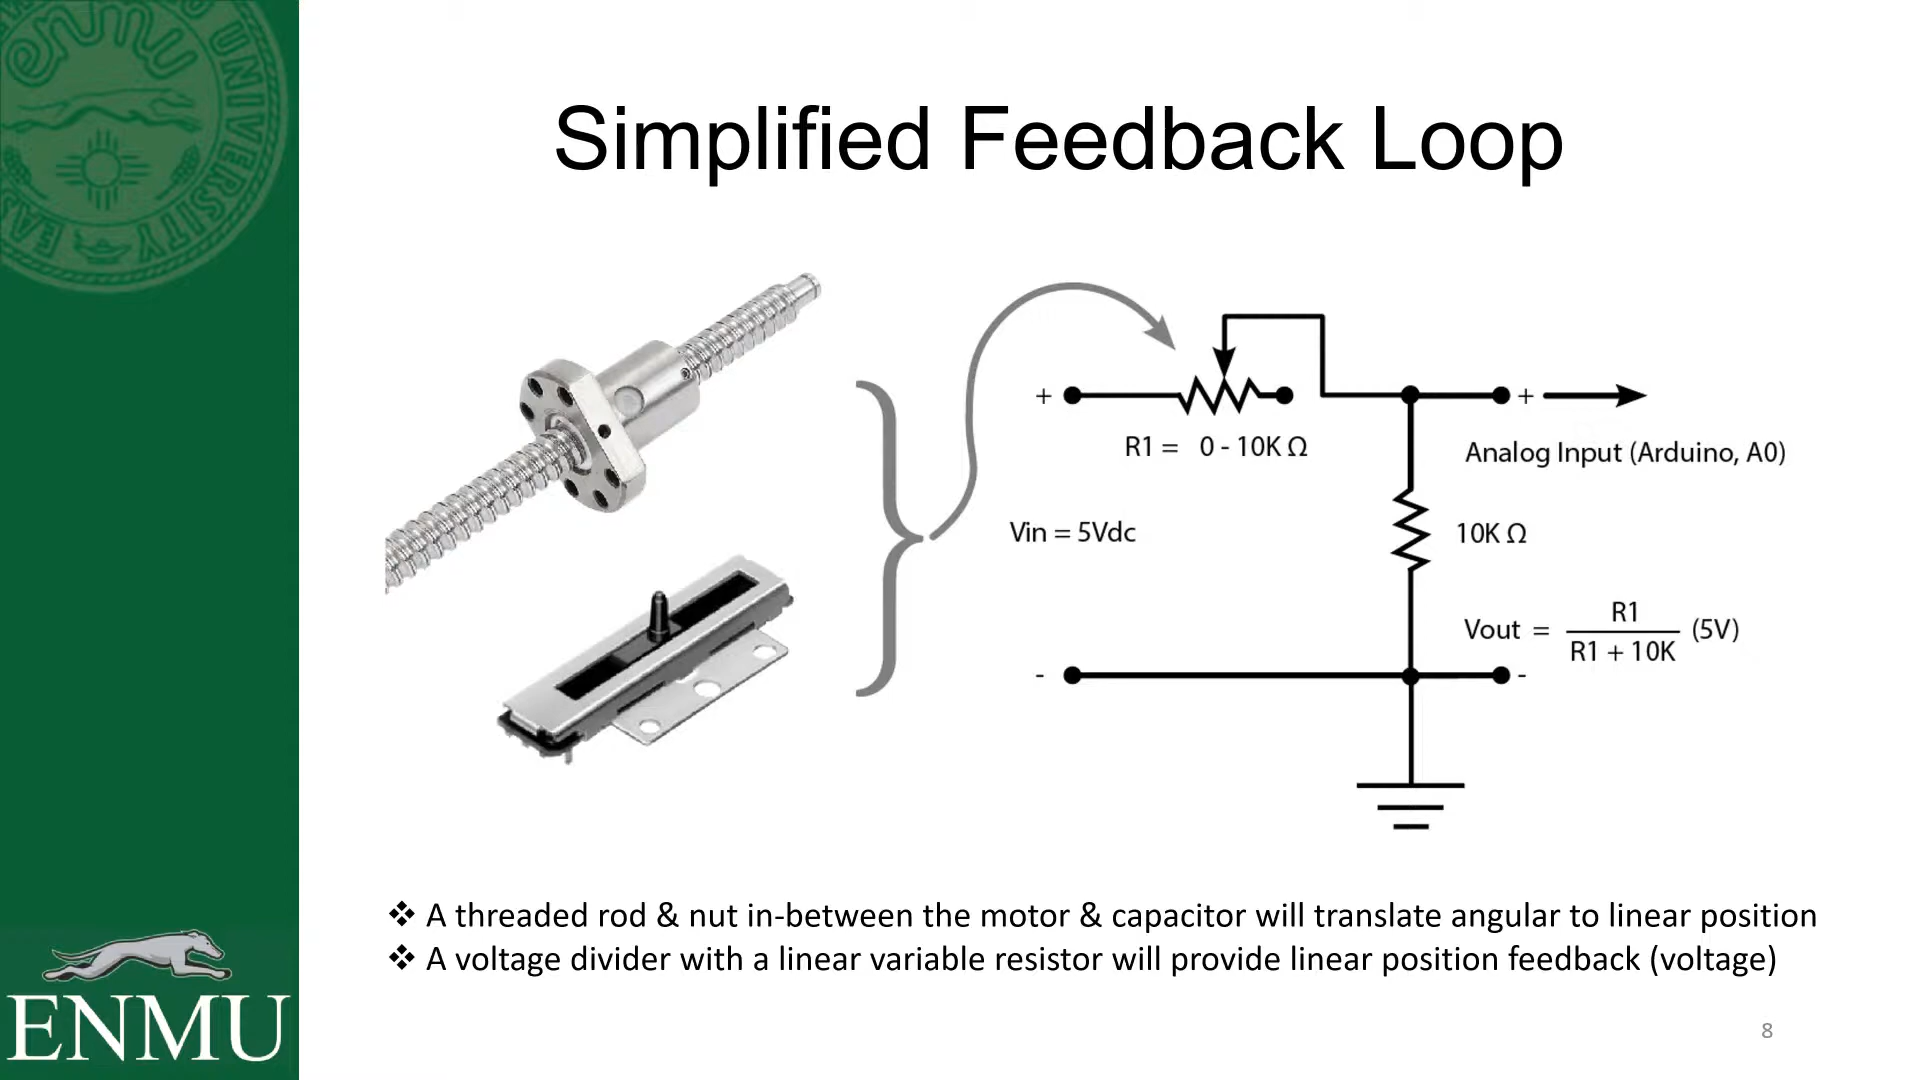 UNIVERSITY
EAS
Simplified Feedback Loop
+
R1 = 0 - 10K Ω
+
Analog Input (Arduino, A0)
Vin = 5Vdc
10K Ω
Vout = R1 / R1 + 10K (5V)
-
-
❖ A threaded rod & nut in-between the motor & capacitor will translate angular to linear position
❖ A voltage divider with a linear variable resistor will provide linear position feedback (voltage)
ENMU
8